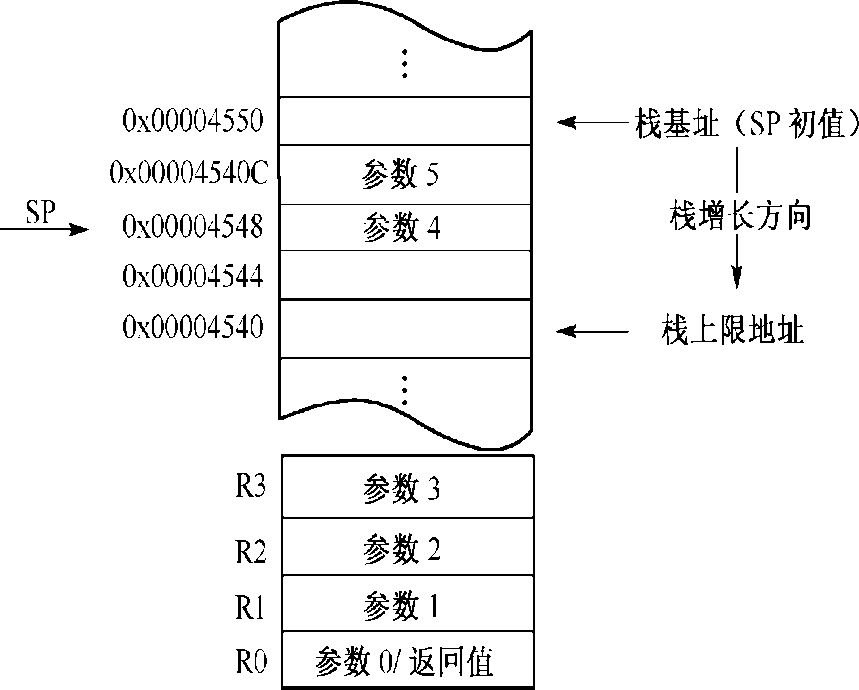 0x00004550
栈基址（SP 初值）
0x00004540C
参数 5
SP
0x00004548
参数 4
栈增长方向
0x00004544
0x00004540
栈上限地址
R3
参数 3
R2
参数 2
R1
参数 1
R0
参数 0/ 返回值